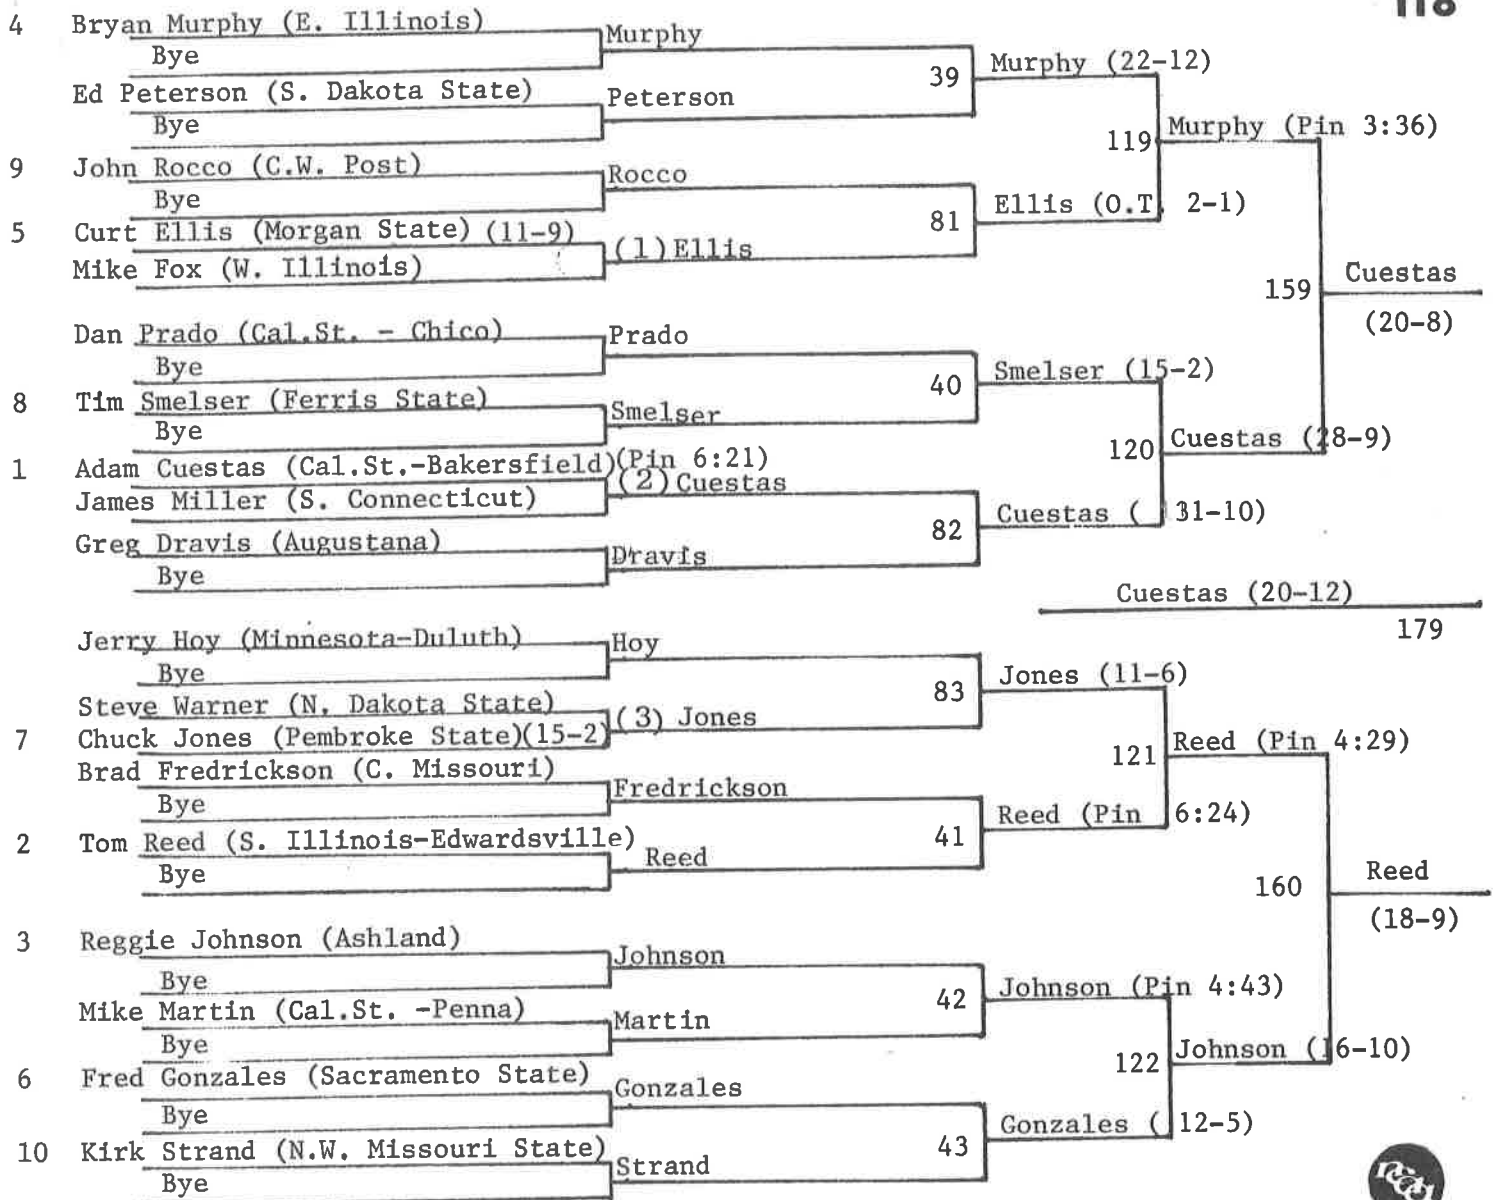 118
4 Bryan Murphy (E. Illinois)
Murphy
Bye
39
Murphy (22-12)
Ed Peterson (S. Dakota State)
Peterson
Bye
119
Murphy (Pin 3:36)
9 John Rocco (C.W. Post)
Rocco
Bye
81
Ellis (O.T. 2-1)
5 Curt Ellis (Morgan State) (11-9)
(1) Ellis
Mike Fox (W. Illinois)
159
Cuestas
(20-8)
Dan Prado (Cal.St. - Chico)
Prado
Bye
40
Smelser (15-2)
8 Tim Smelser (Ferris State)
Smelser
Bye
120
Cuestas (28-9)
1 Adam Cuestas (Cal.St.-Bakersfield)(Pin 6:21)
(2) Cuestas
James Miller (S. Connecticut)
82
Cuestas ( 31-10)
Greg Dravis (Augustana)
Dravis
Bye
Cuestas (20-12)
179
Jerry Hoy (Minnesota-Duluth)
Hoy
Bye
83
Jones (11-6)
Steve Warner (N. Dakota State)
(3) Jones
7 Chuck Jones (Pembroke State)(15-2)
121
Reed (Pin 4:29)
Brad Fredrickson (C. Missouri)
Fredrickson
Bye
41
Reed (Pin 6:24)
2 Tom Reed (S. Illinois-Edwardsville)
Reed
Bye
160
Reed
(18-9)
3 Reggie Johnson (Ashland)
Johnson
Bye
42
Johnson (Pin 4:43)
Mike Martin (Cal.St. -Penna)
Martin
Bye
122
Johnson (16-10)
6 Fred Gonzales (Sacramento State)
Gonzales
Bye
43
Gonzales ( 12-5)
10 Kirk Strand (N.W. Missouri State)
Strand
Bye